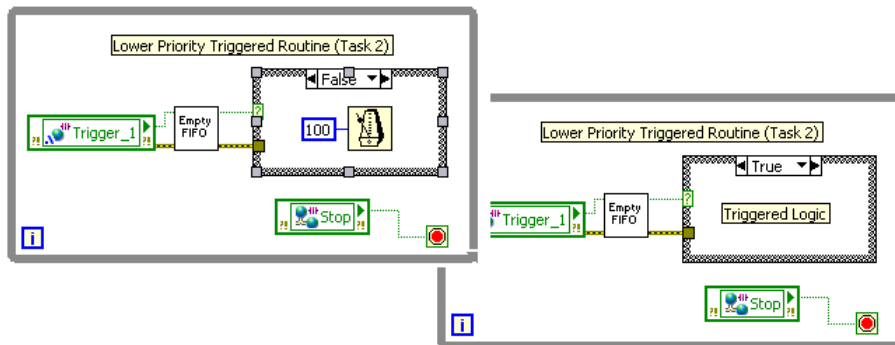 Lower Priority Triggered Routine (Task 2)
False
?
Trigger_1
?!
?!
Empty
FIFO
100
Stop
?!
?!
i
Lower Priority Triggered Routine (Task 2)
True
?
Trigger_1
?!
Empty
FIFO
Triggered Logic
Stop
?!
?!
i